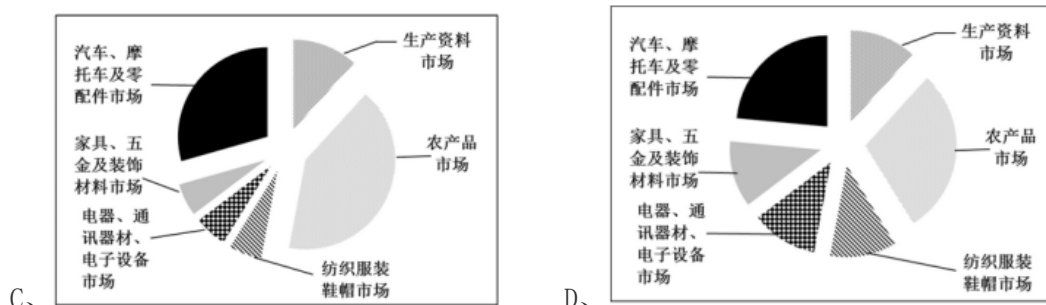 汽车、摩
托车及零
配件市场
生产资料
市场
农产品
市场
家具、五
金及装饰
材料市场
电器、通
讯器材、
电子设备
市场
纺织服装
鞋帽市场
C、
汽车、摩
托车及零
配件市场
生产资料
市场
农产品
市场
家具、五
金及装饰
材料市场
电器、通
讯器材、
电子设备
市场
纺织服装
鞋帽市场
D、